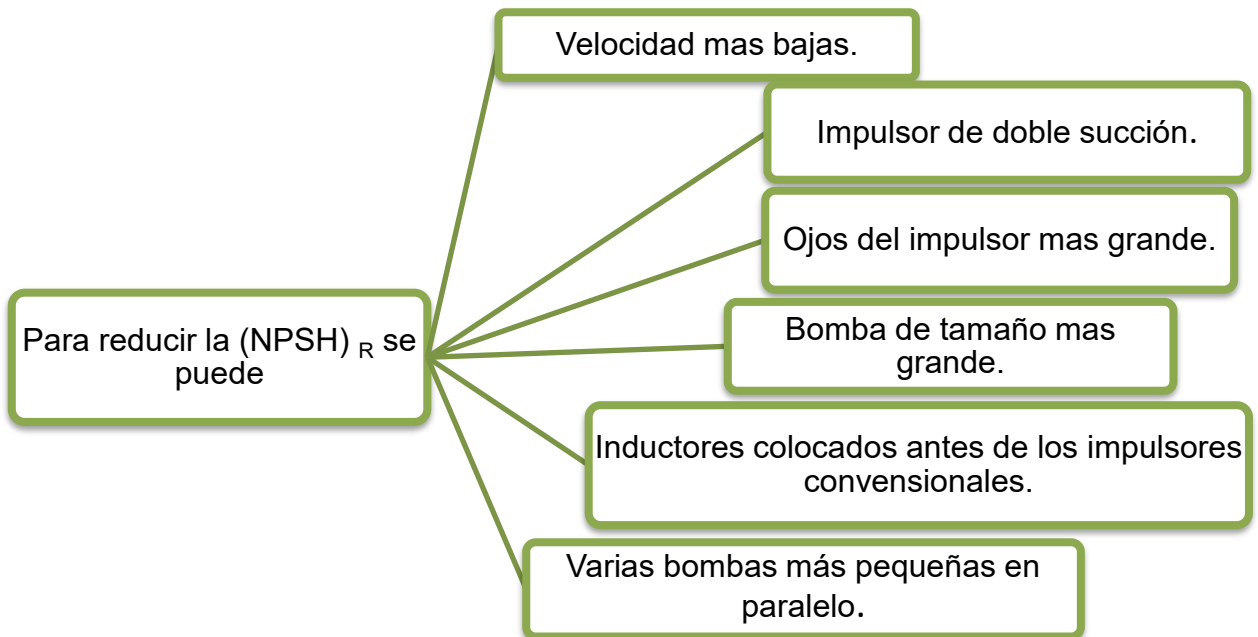 Velocidad mas bajas.
Impulsor de doble succión.
Ojos del impulsor mas grande.
Para reducir la (NPSH) R se
puede
Bomba de tamaño mas
grande.
Inductores colocados antes de los impulsores
convensionales.
Varias bombas más pequeñas en
paralelo.